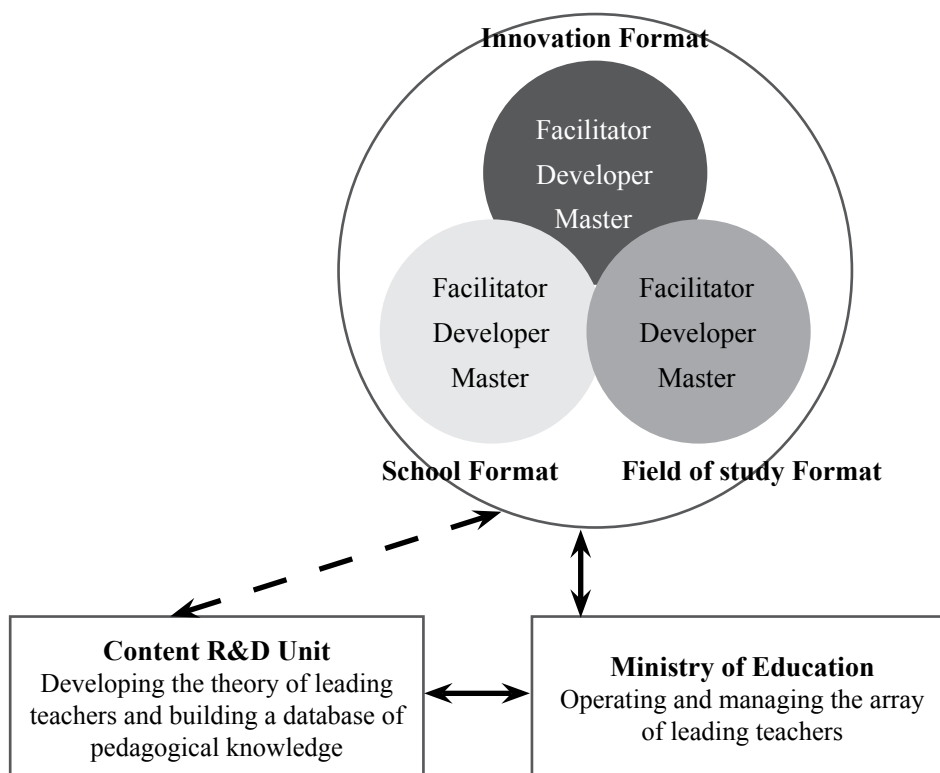 Innovation Format
Facilitator
Developer
Master
Facilitator
Developer
Master
Facilitator
Developer
Master
School Format
Field of study Format
Content R&D Unit
Developing the theory of leading
teachers and building a database of
pedagogical knowledge
Ministry of Education
Operating and managing the array
of leading teachers